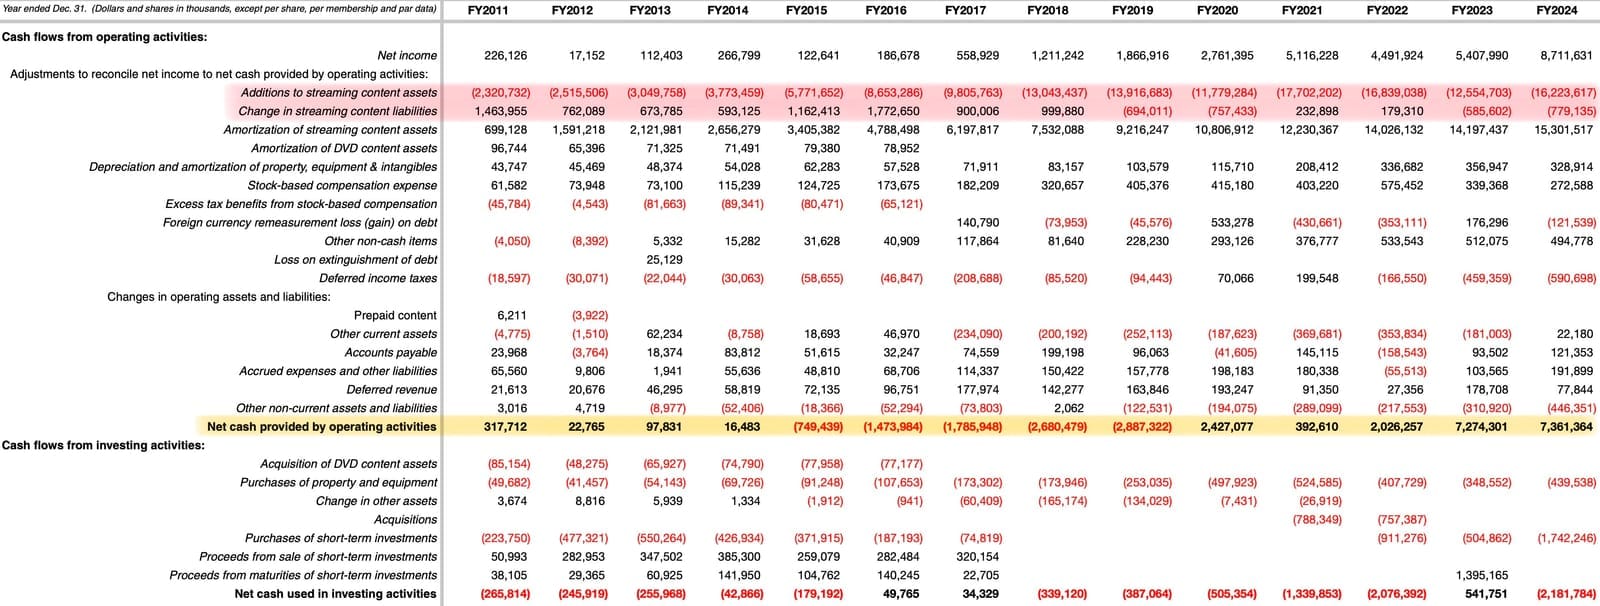 Year ended Dec. 31. (Dollars and shares in thousands, except per share, per membership and par data) FY2011 FY2012 FY2013 FY2014 FY2015 FY2016 FY2017 FY2018 FY2019 FY2020 FY2021 FY2022 FY2023 FY2024
Cash flows from operating activities:
Net income 226,126 17,152 112,403 266,799 122,641 186,678 558,929 1,211,242 1,866,916 2,761,395 5,116,228 4,491,924 5,407,990 8,711,631
Adjustments to reconcile net income to net cash provided by operating activities:
Additions to streaming content assets (2,320,732) (2,515,506) (3,049,758) (3,773,459) (5,771,652) (8,653,286) (9,805,763) (13,043,437) (13,916,683) (11,779,284) (17,702,202) (16,839,038) (12,554,703) (16,223,617)
Change in streaming content liabilities 1,463,955 762,089 673,785 593,125 1,162,413 1,772,650 900,006 999,880 (694,011) (757,433) 232,898 179,310 (585,602) (779,135)
Amortization of streaming content assets 699,128 1,591,218 2,121,981 2,656,279 3,405,382 4,788,498 6,197,817 7,532,088 9,216,247 10,806,912 12,230,367 14,026,132 14,197,437 15,301,517
Amortization of DVD content assets 96,744 65,396 71,325 71,491 79,380 78,952
Depreciation and amortization of property, equipment & intangibles 43,747 45,469 48,374 54,028 62,283 57,528 71,911 83,157 103,579 115,710 208,412 336,682 356,947 328,914
Stock-based compensation expense 61,582 73,948 73,100 115,239 124,725 173,675 182,209 320,657 405,376 415,180 403,220 575,452 339,368 272,588
Excess tax benefits from stock-based compensation (45,784) (4,543) (81,663) (89,341) (80,471) (65,121)
Foreign currency remeasurement loss (gain) on debt 140,790 (73,953) (45,576) 533,278 (430,661) (353,111) 176,296 (121,539)
Other non-cash items (4,050) (8,392) 5,332 15,282 31,628 40,909 117,864 81,640 228,230 293,126 376,777 533,543 512,075 494,778
Loss on extinguishment of debt 25,129
Deferred income taxes (18,597) (30,071) (22,044) (30,063) (58,655) (46,847) (208,688) (85,520) (94,443) 70,066 199,548 (166,550) (459,359) (590,698)
Changes in operating assets and liabilities:
Prepaid content 6,211 (3,922)
Other current assets (4,775) (1,510) 62,234 (8,758) 18,693 46,970 (234,090) (200,192) (252,113) (187,623) (369,681) (353,834) (181,003) 22,180
Accounts payable 23,968 (3,764) 18,374 83,812 51,615 32,247 74,559 199,198 96,063 (41,605) 145,115 (158,543) 93,502 121,353
Accrued expenses and other liabilities 65,560 9,806 1,941 55,636 48,810 68,706 114,337 150,422 157,778 198,183 180,338 (55,513) 103,565 191,899
Deferred revenue 21,613 20,676 46,295 58,819 72,135 96,751 177,974 142,277 163,846 193,247 91,350 27,356 178,708 77,844
Other non-current assets and liabilities 3,016 4,719 (8,977) (52,406) (18,366) (52,294) (73,803) 2,062 (122,531) (194,075) (289,099) (217,553) (310,920) (446,351)
Net cash provided by operating activities 317,712 22,765 97,831 16,483 (749,439) (1,473,984) (1,785,948) (2,680,479) (2,887,322) 2,427,077 392,610 2,026,257 7,274,301 7,361,364
Cash flows from investing activities:
Acquisition of DVD content assets (85,154) (48,275) (65,927) (74,790) (77,958) (77,177)
Purchases of property and equipment (49,682) (41,457) (54,143) (69,726) (91,248) (107,653) (173,302) (173,946) (253,035) (497,923) (524,585) (407,729) (348,552) (439,538)
Change in other assets 3,674 8,816 5,939 1,334 (1,912) (941) (60,409) (165,174) (134,029) (7,431) (26,919)
Acquisitions (788,349) (757,387)
Purchases of short-term investments (223,750) (477,321) (550,264) (426,934) (371,915) (187,193) (74,819) (911,276) (504,862) (1,742,246)
Proceeds from sale of short-term investments 50,993 282,953 347,502 385,300 259,079 282,484 320,154
Proceeds from maturities of short-term investments 38,105 29,365 60,925 141,950 104,762 140,245 22,705 1,395,165
Net cash used in investing activities (265,814) (245,919) (255,968) (42,866) (179,192) 49,765 34,329 (339,120) (387,064) (505,354) (1,339,853) (2,076,392) 541,751 (2,181,784)